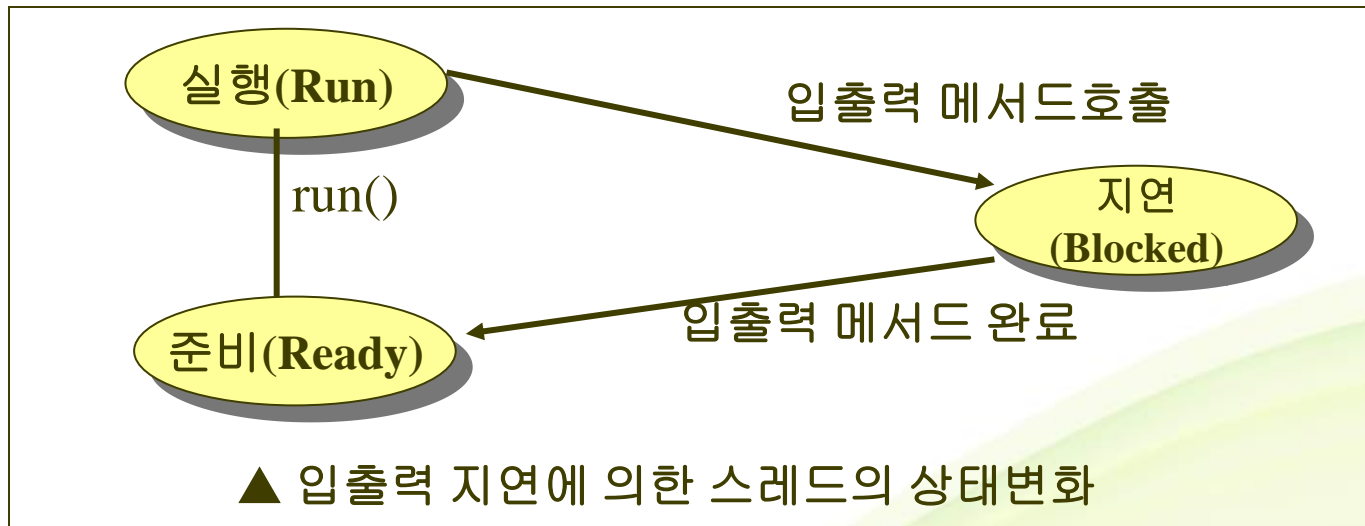 실행(Run)
입출력 메서드호출
run()
지연
(Blocked)
입출력 메서드 완료
준비(Ready)
▲ 입출력 지연에 의한 스레드의 상태변화